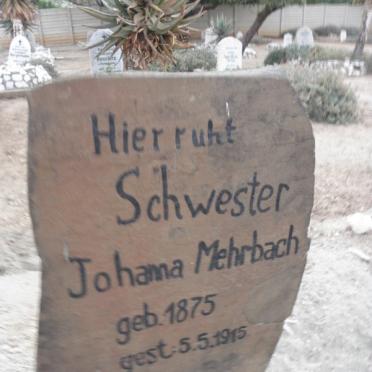 Hier ruht
Schwester
Johanna Mehrbach
geb. 1875
gest. 5.5.1915